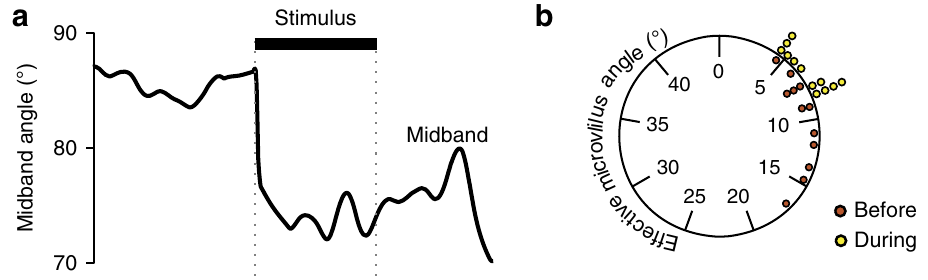 a
Stimulus
90
80
70
Midband angle (°)
Midband
b
Effective microvillus angle (°)
0
5
10
15
20
25
30
35
40
Before
During